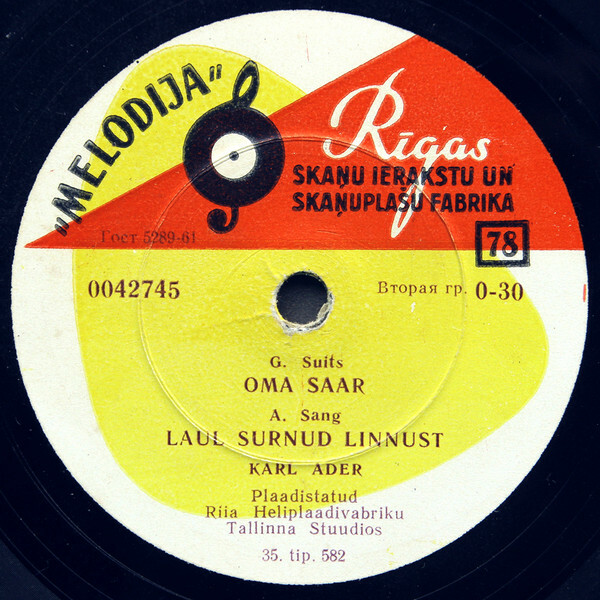 „MELODIJA"
Rīgas
SKAŅU IERAKSTU UN
SKAŅUPLAŠU FABRIKA
Гост 5289-61
78
0042745
Вторая гр. 0-30
G. Suits
OMA SAAR
A. Sang
LAUL SURNUD LINNUST
KARL ADER
Plaadistatud
Riia Heliplaadivabriku
Tallinna Stuudios
35. tip. 582